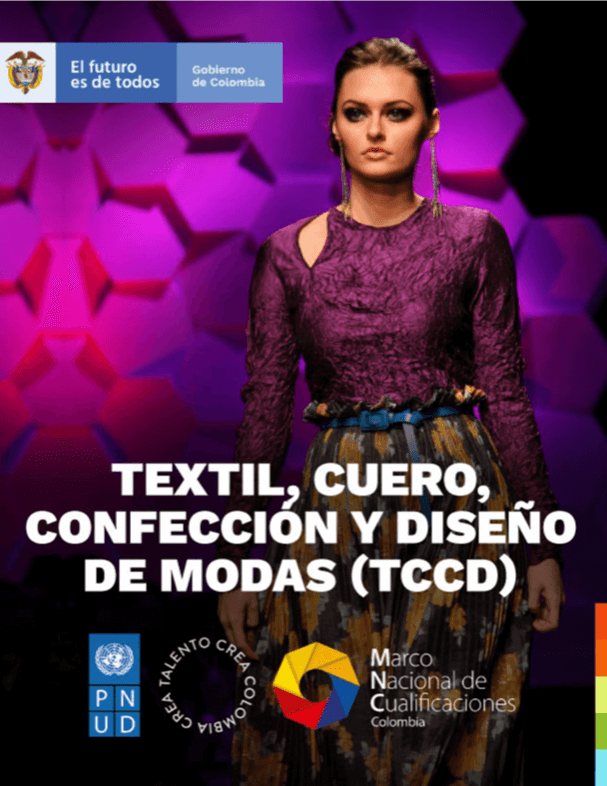 El futuro
es de todos
Gobierno
de Colombia
TEXTIL, CUERO,
CONFECCIÓN Y DISEÑO
DE MODAS (TCCD)
P N
U D
CREA TALENTO CREA COLOMBIA
Marco
Nacional de
Cualificaciones
Colombia